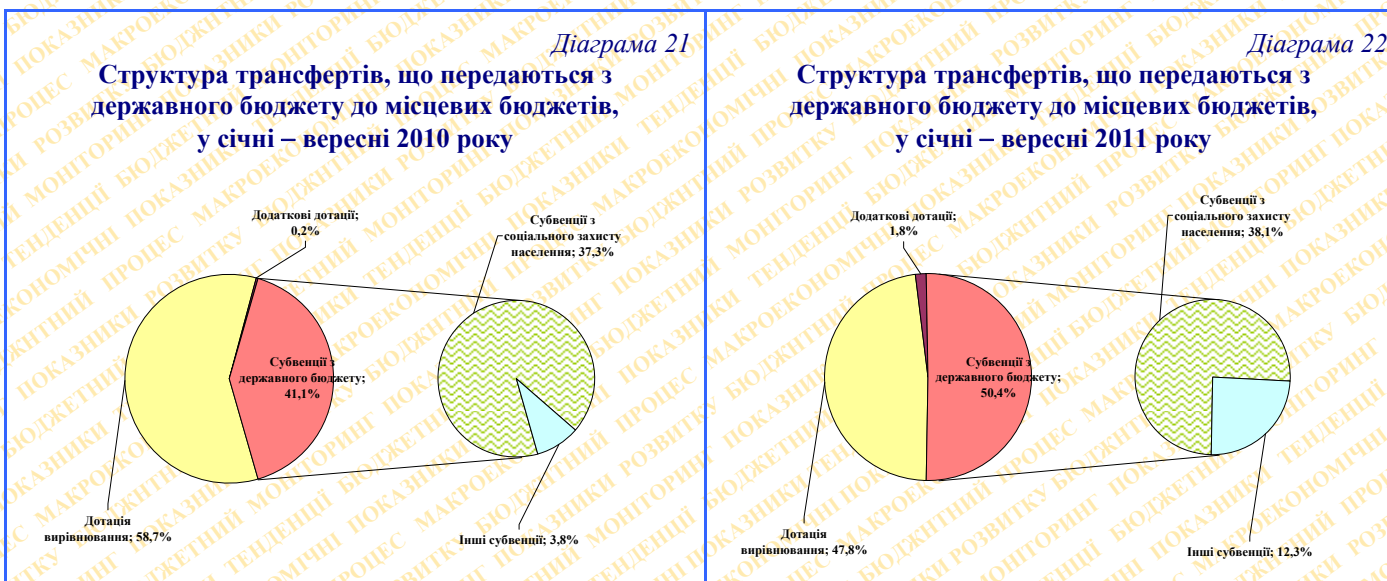 Діаграма 21
Структура трансфертів, що передаються з
державного бюджету до місцевих бюджетів,
у січні – вересні 2010 року
Додаткові дотації;
0,2%
Субвенції з
соціального захисту
населення; 37,3%
Субвенції з
державного бюджету;
41,1%
Дотація
вирівнювання; 58,7%
Інші субвенції; 3,8%
Діаграма 22
Структура трансфертів, що передаються з
державного бюджету до місцевих бюджетів,
у січні – вересні 2011 року
Додаткові дотації;
1,8%
Субвенції з
соціального захисту
населення; 38,1%
Субвенції з
державного бюджету;
50,4%
Дотація
вирівнювання; 47,8%
Інші субвенції; 12,3%